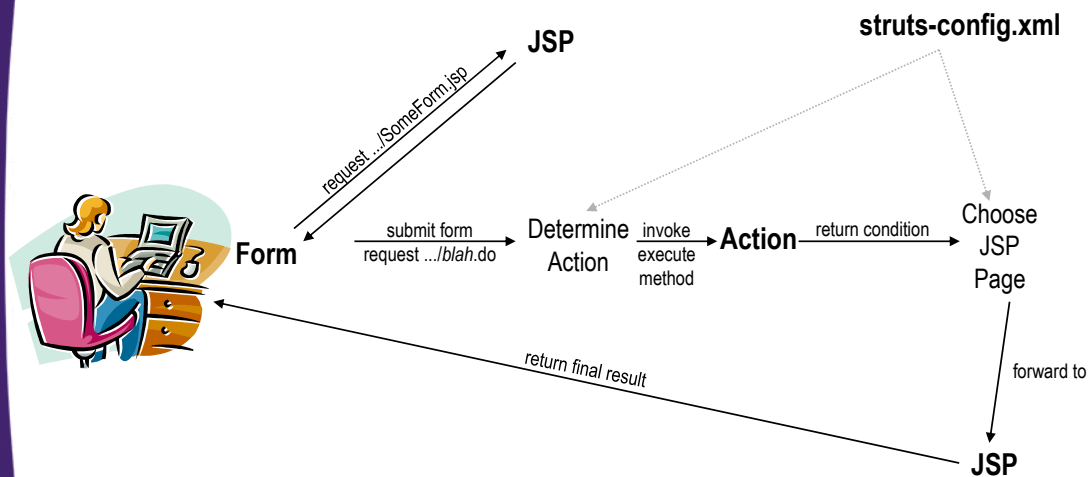 struts-config.xml
JSP
request .../SomeForm.jsp
Form
submit form
request .../blah.do
Determine
Action
invoke
execute
method
Action
return condition
Choose
JSP
Page
forward to
return final result
JSP